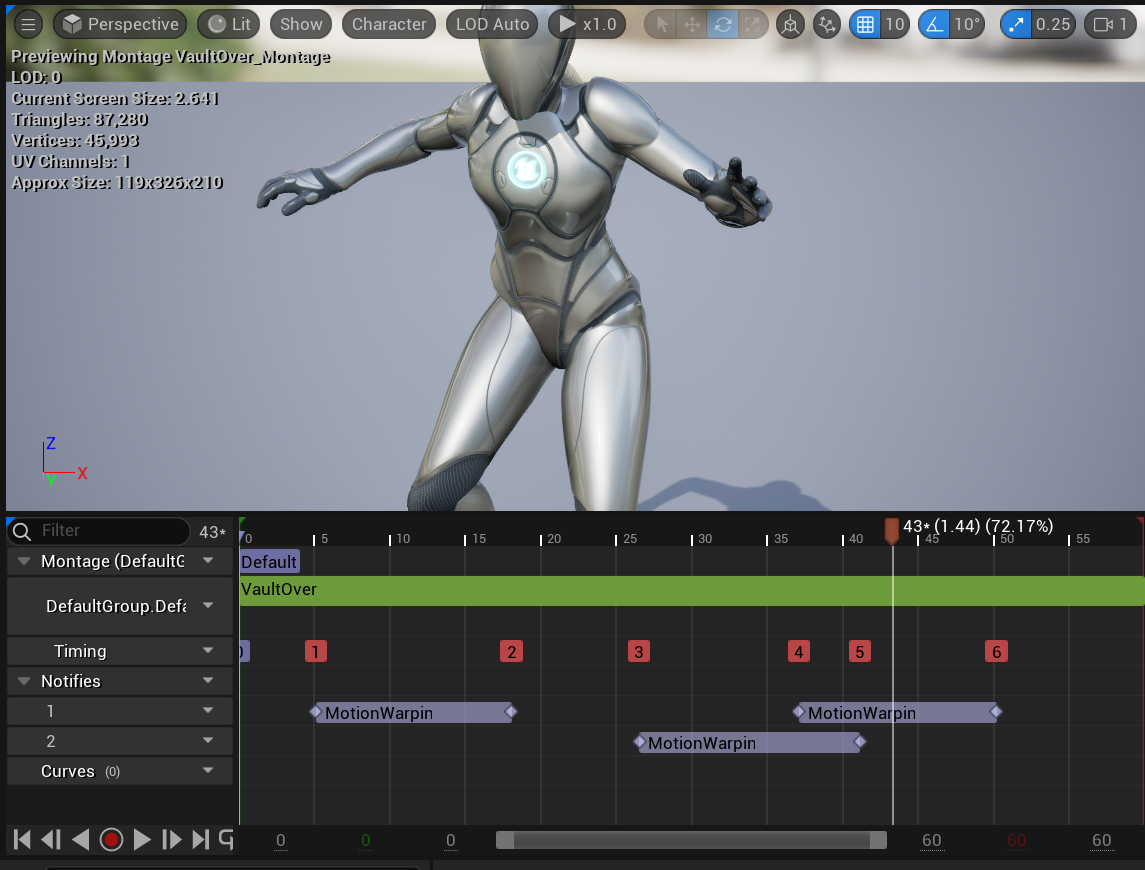 Perspective Lit Show Character LOD Auto x1.0 10 10° 0.25 1
Previewing Montage VaultOver_Montage
LOD: 0
Current Screen Size: 2.641
Triangles: 87,280
Vertices: 45,993
UV Channels: 1
Approx Size: 119x326x210
Z
X
Y
Filter 43*
43* (1.44) (72.17%)
0 5 10 15 20 25 30 35 40 45 50 55
Montage (DefaultG
Default
VaultOver
DefaultGroup.Defa
Timing
1 2 3 4 5 6
Notifies
1
MotionWarpin MotionWarpin
2
MotionWarpin
Curves (0)
0 0 0 60 60 60